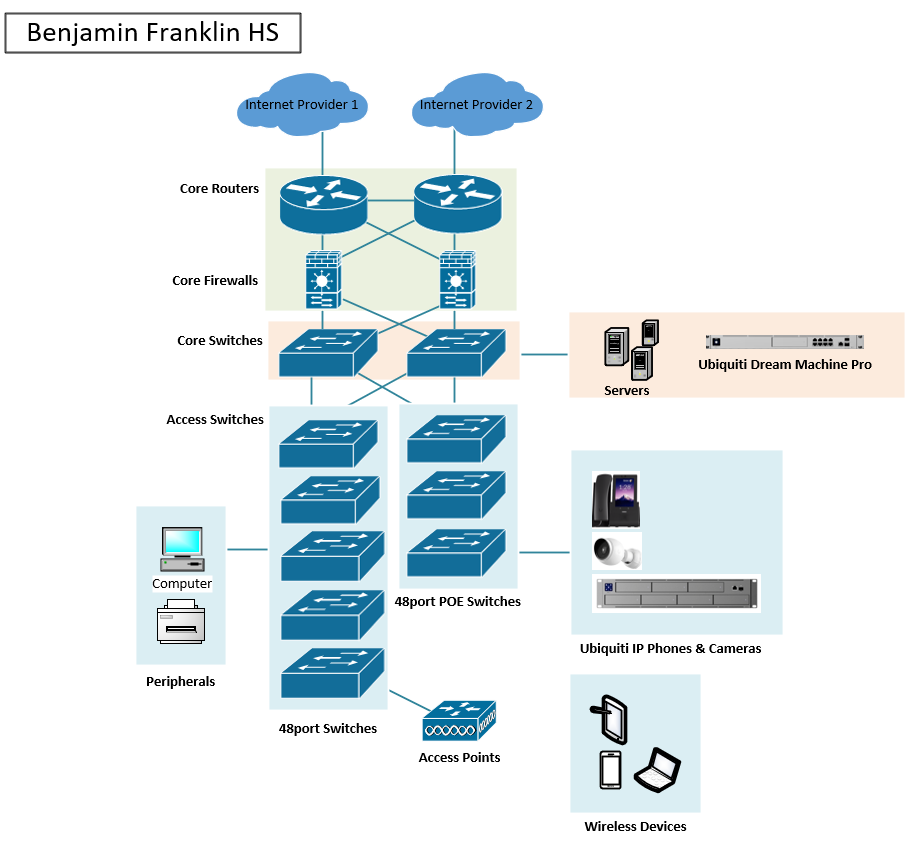 Benjamin Franklin HS
Internet Provider 1
Internet Provider 2
Core Routers
Core Firewalls
Core Switches
Servers
Ubiquiti Dream Machine Pro
Access Switches
Computer
Peripherals
48port POE Switches
Ubiquiti IP Phones & Cameras
48port Switches
Access Points
Wireless Devices